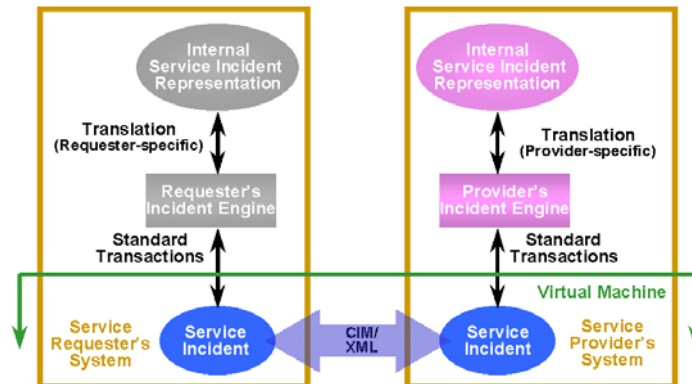 Internal
Service Incident
Representation
Internal
Service Incident
Representation
Translation
(Requester-specific)
Translation
(Provider-specific)
Requester's
Incident Engine
Provider's
Incident Engine
Standard
Transactions
Standard
Transactions
Virtual Machine
Service
Requester's
System
Service
Incident
CIM/
XML
Service
Incident
Service
Provider's
System